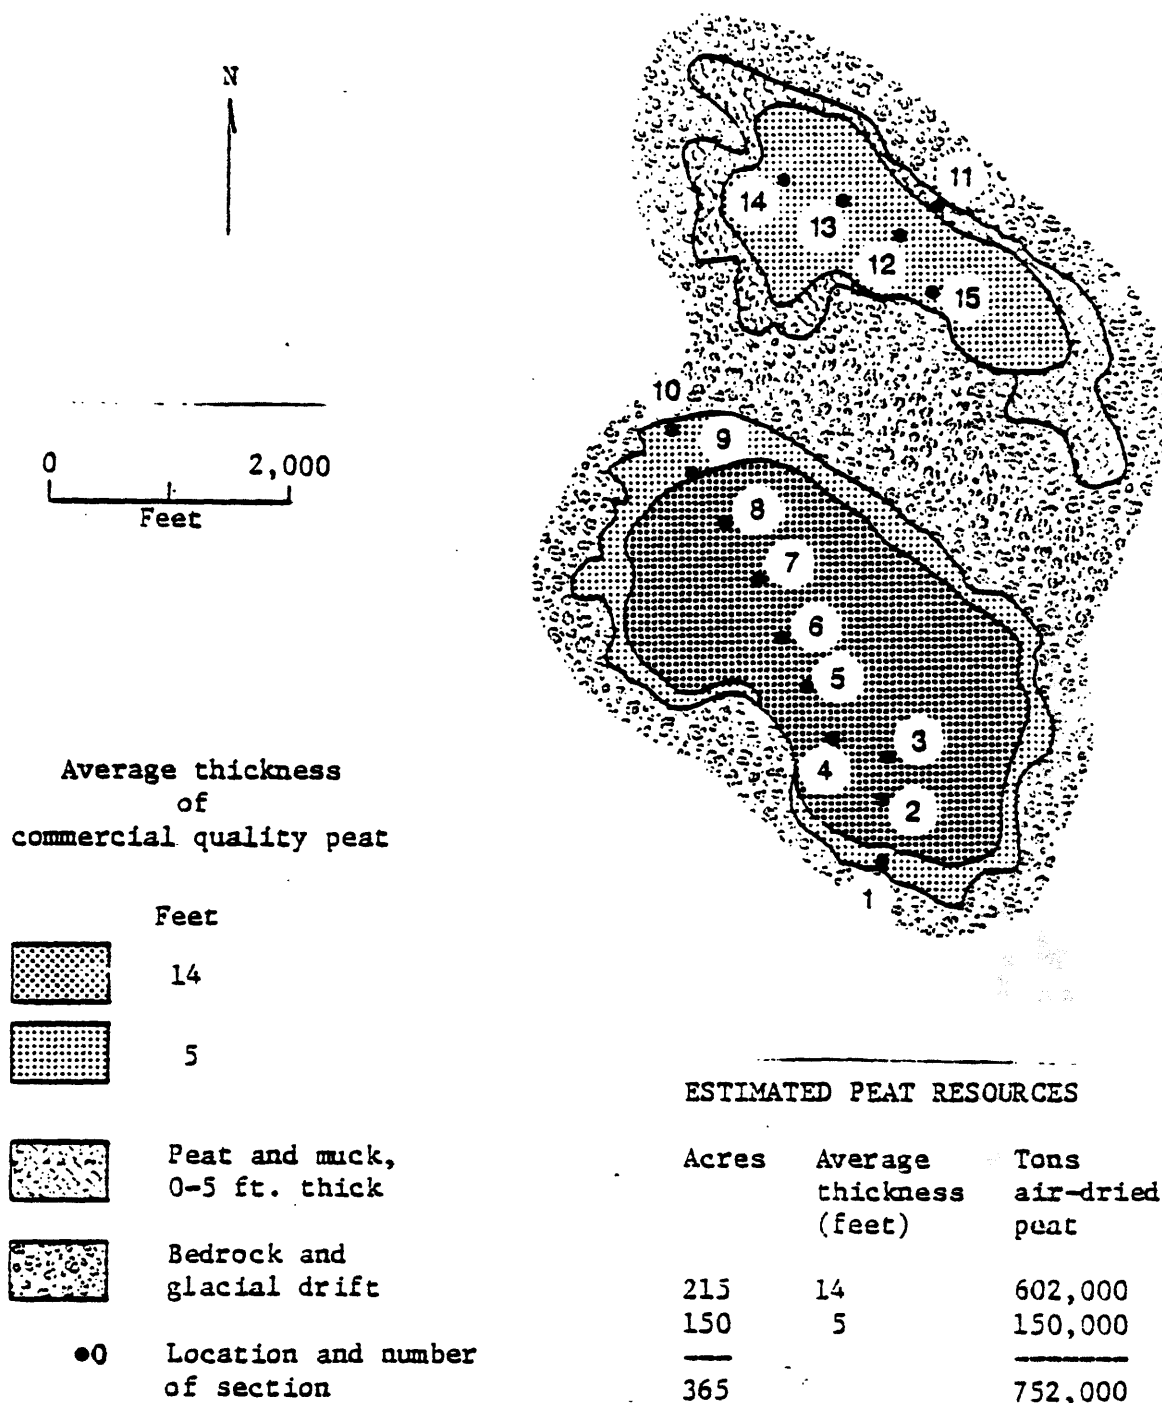 N
11
14
13
12
15
10
9
8
7
6
5
3
4
2
1
0 2,000
Feet
Average thickness
of
commercial quality peat
Feet
14
5
Peat and muck,
0-5 ft. thick
Bedrock and
glacial drift
●0 Location and number
of section
ESTIMATED PEAT RESOURCES
Acres Average Tons
thickness air-dried
(feet) peat
215 14 602,000
150 5 150,000
365 752,000